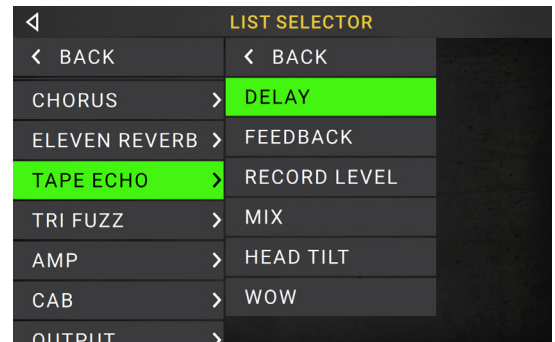 LIST SELECTOR
BACK
CHORUS
ELEVEN REVERB
TAPE ECHO
TRI FUZZ
AMP
CAB
OUTPUT
BACK
DELAY
FEEDBACK
RECORD LEVEL
MIX
HEAD TILT
WOW